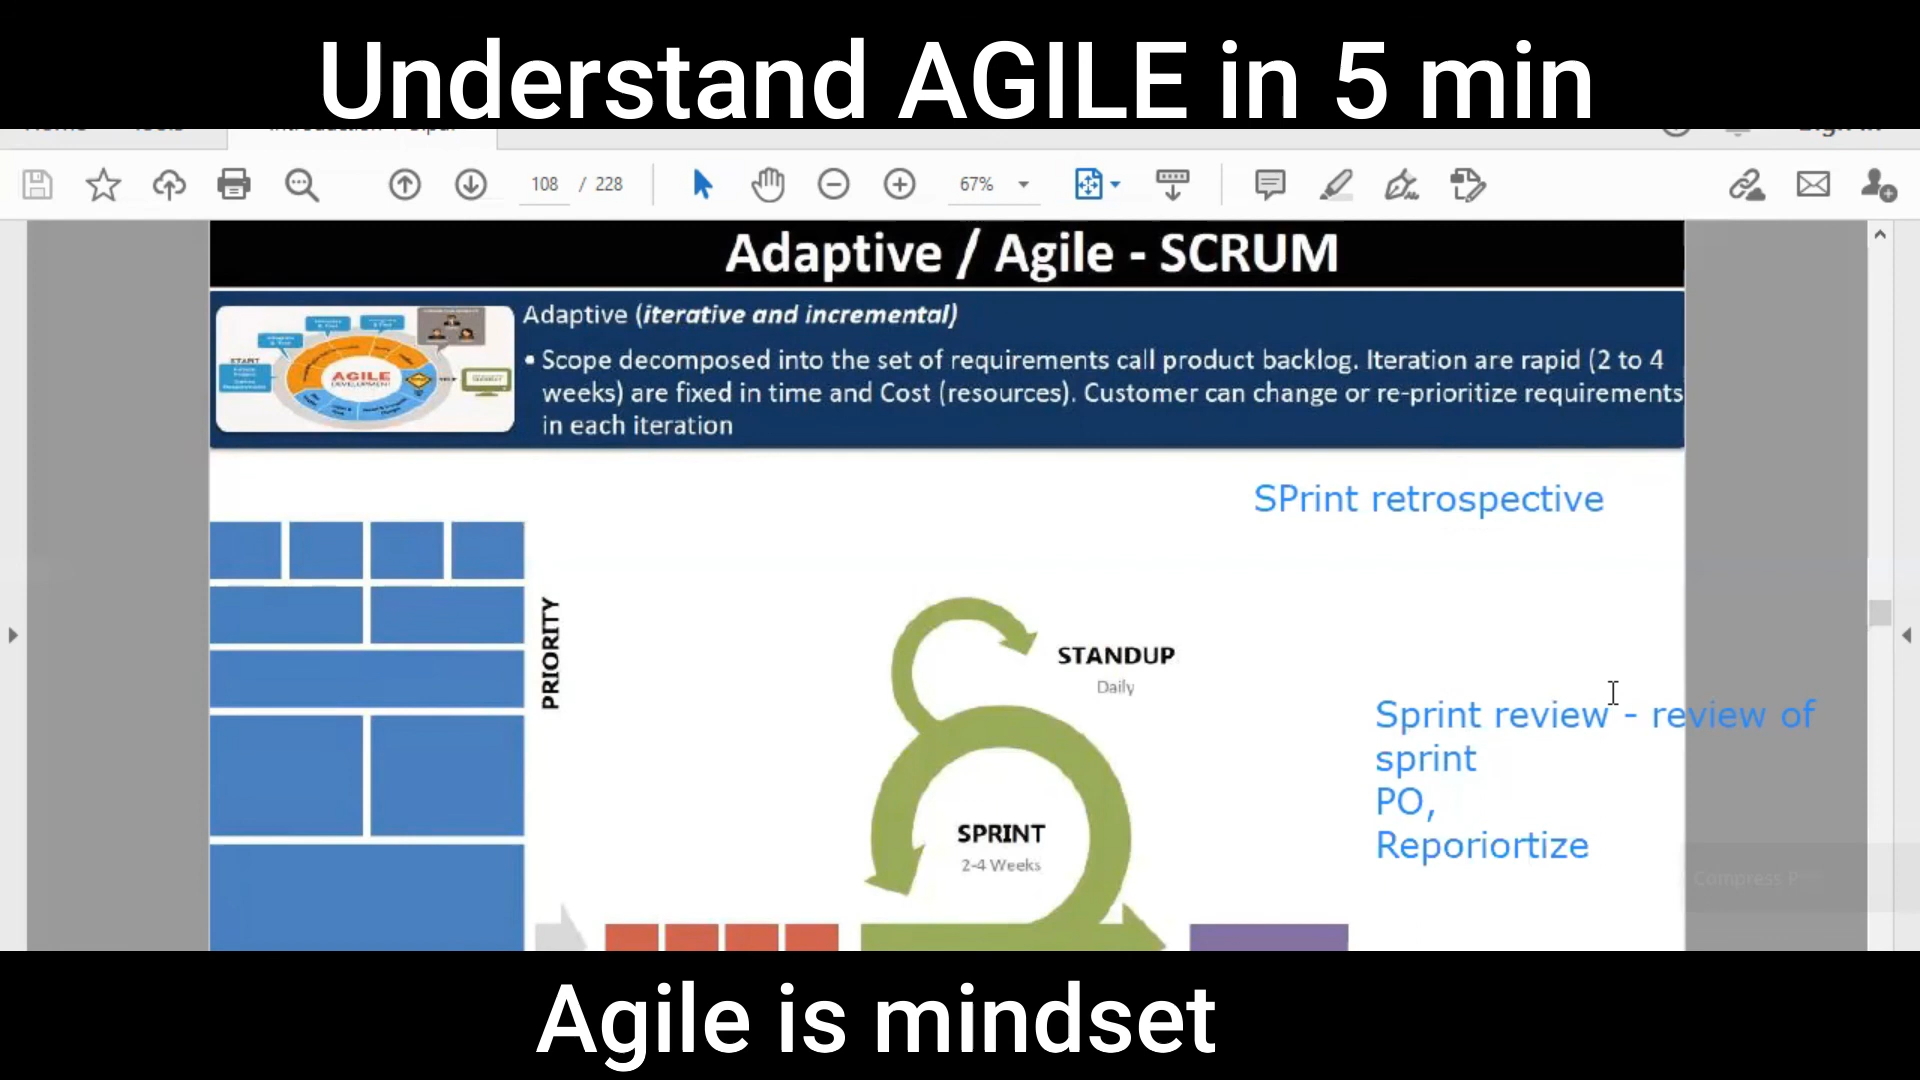 Understand AGILE in 5 min
108 / 228
67%
Adaptive / Agile - SCRUM
Adaptive (iterative and incremental)
• Scope decomposed into the set of requirements call product backlog. Iteration are rapid (2 to 4
weeks) are fixed in time and Cost (resources). Customer can change or re-prioritize requirements
in each iteration
START
AGILE
DEVELOPMENT
SPrint retrospective
PRIORITY
STANDUP
Daily
Sprint review - review of
sprint
PO,
Reporiortize
SPRINT
2-4 Weeks
Compress P
Agile is mindset